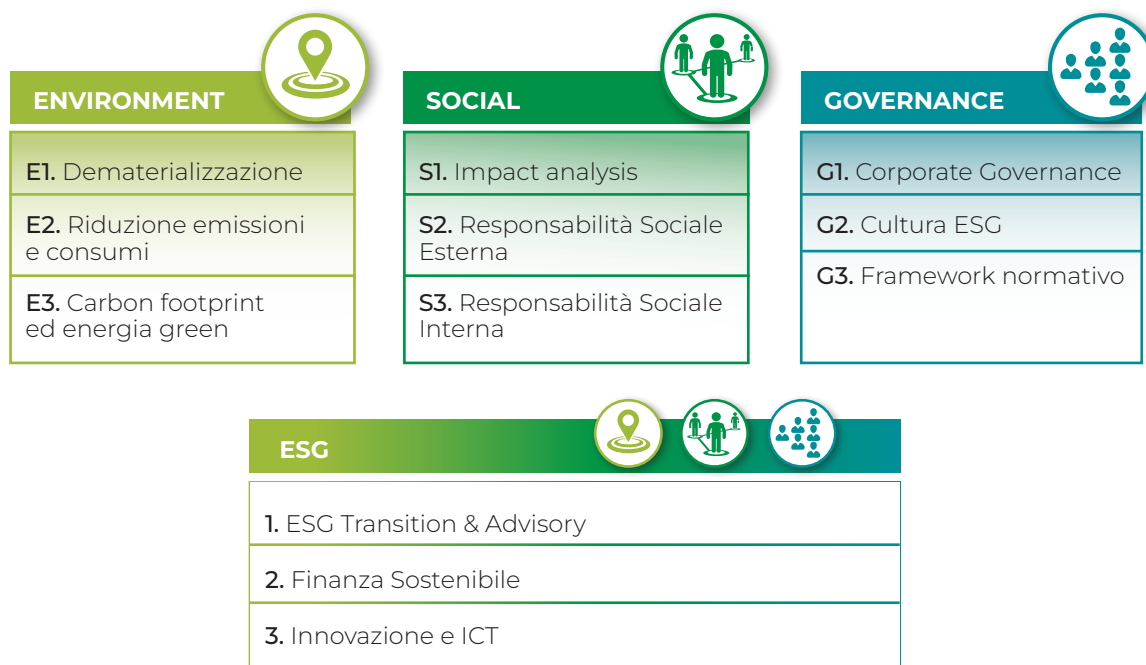 ENVIRONMENT
E1. Dematerializzazione
E2. Riduzione emissioni
e consumi
E3. Carbon footprint
ed energia green
SOCIAL
S1. Impact analysis
S2. Responsabilità Sociale
Esterna
S3. Responsabilità Sociale
Interna
GOVERNANCE
G1. Corporate Governance
G2. Cultura ESG
G3. Framework normativo
ESG
1. ESG Transition & Advisory
2. Finanza Sostenibile
3. Innovazione e ICT